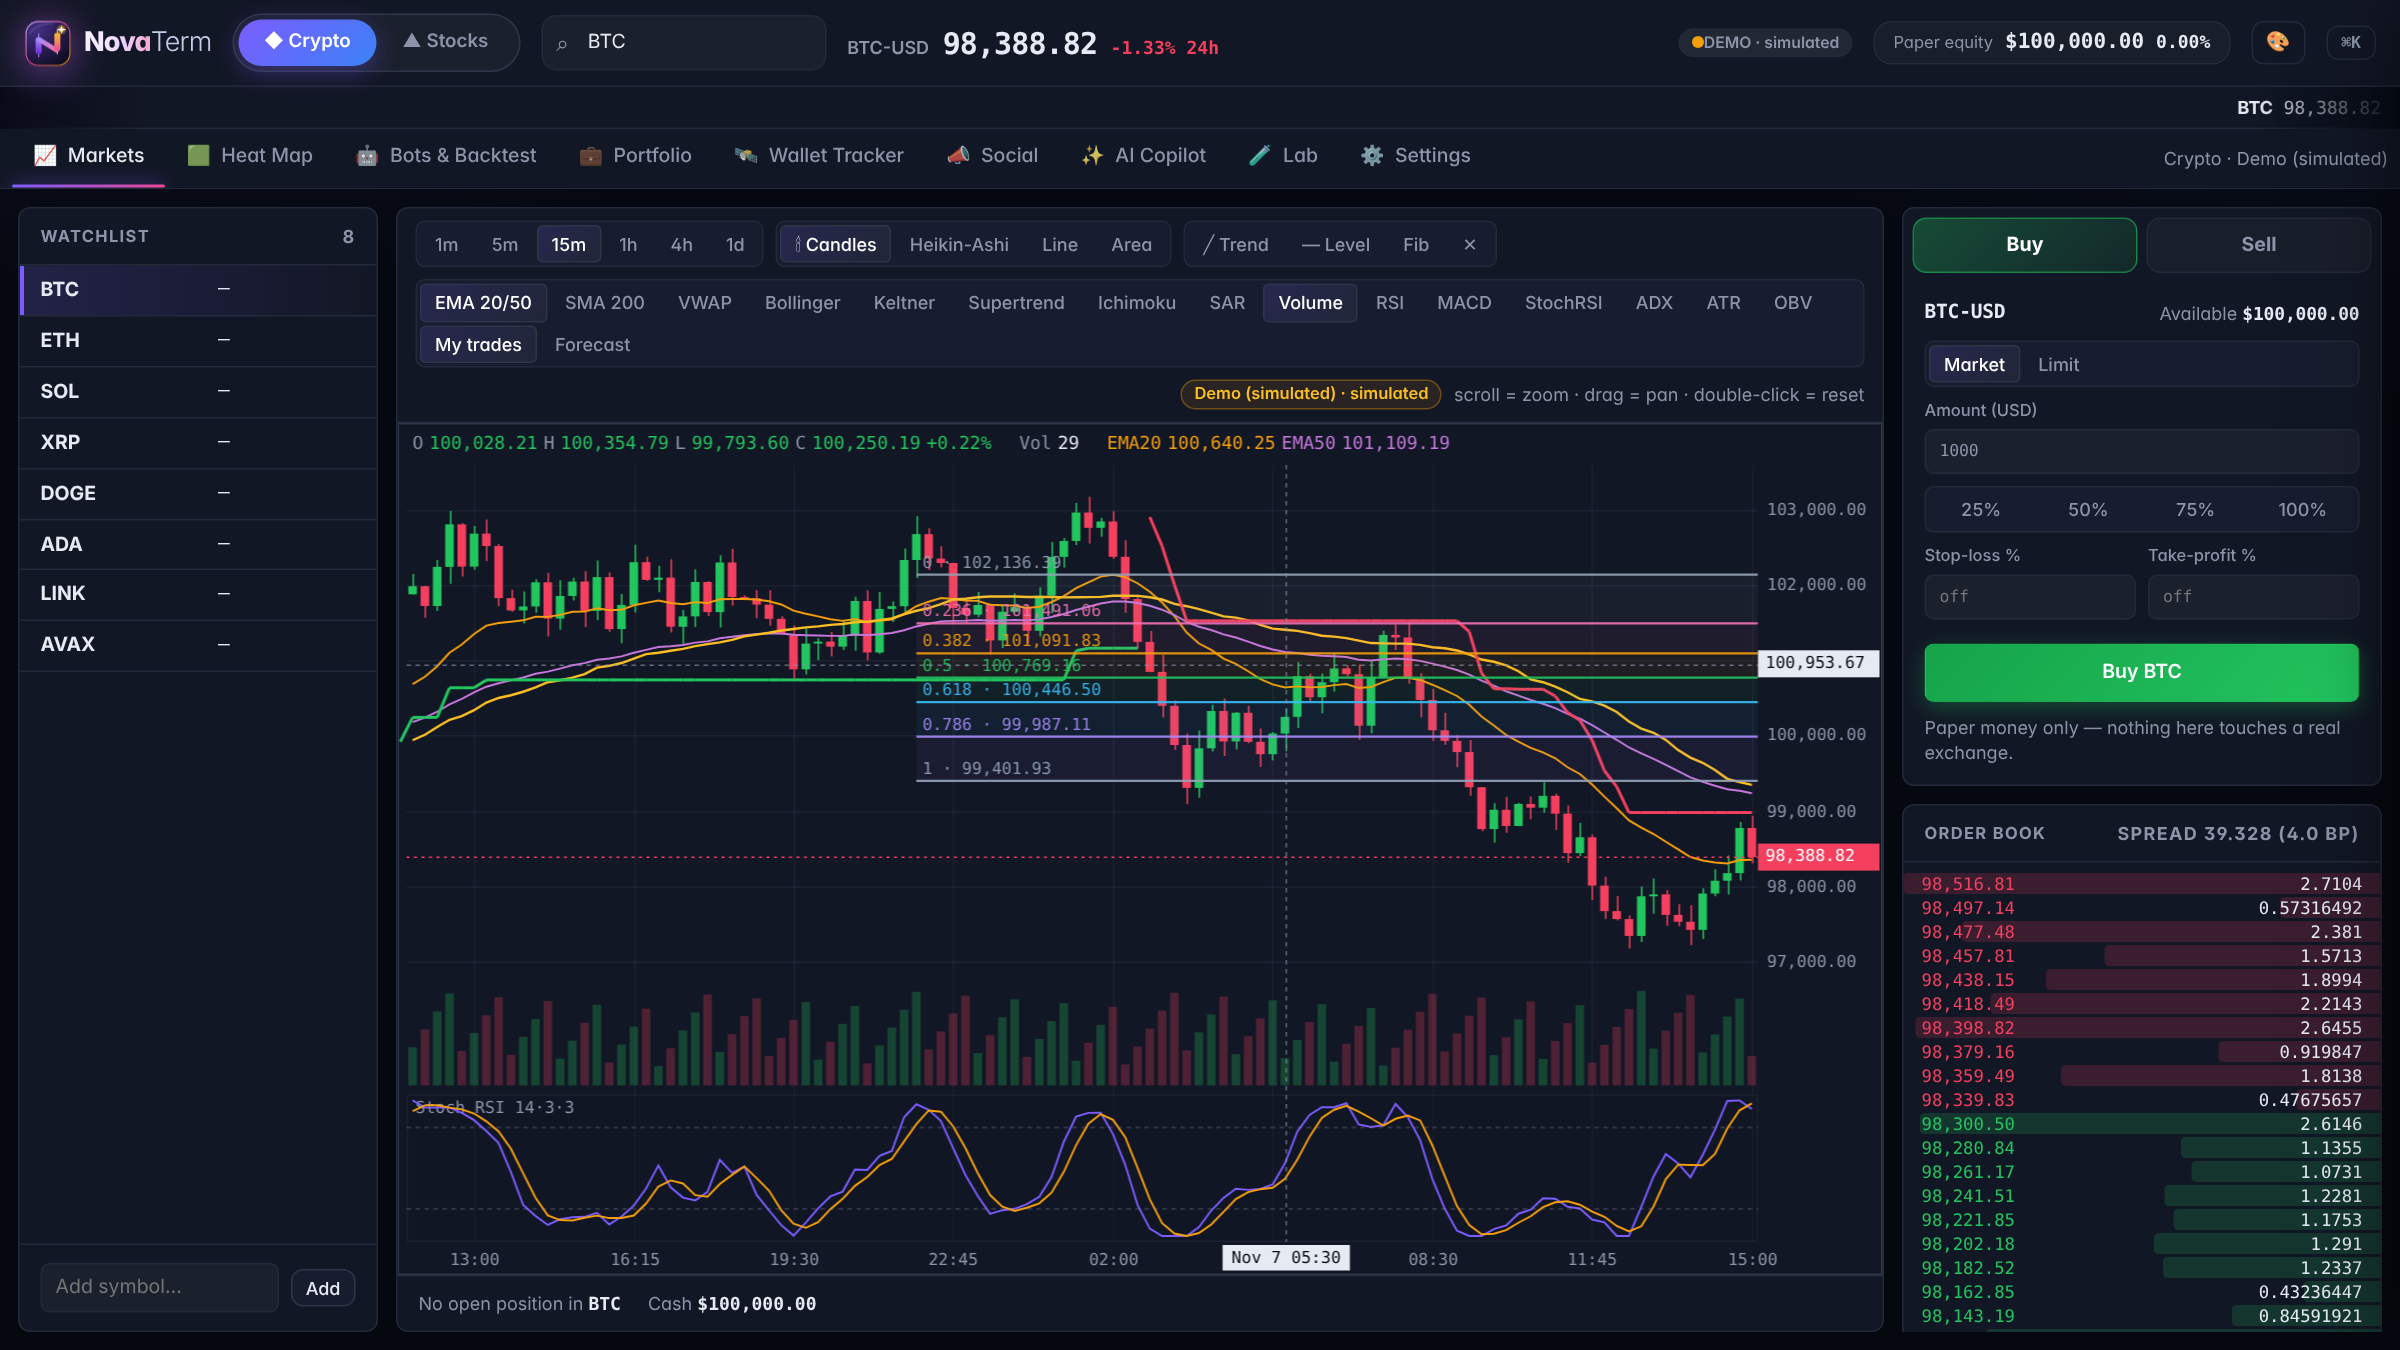 NovaTerm
◆ Crypto
▲ Stocks
BTC
BTC-USD 98,388.82 -1.33% 24h
DEMO · simulated
Paper equity $100,000.00 0.00%
⌘K
BTC 98,388.82
Markets
Heat Map
Bots & Backtest
Portfolio
Wallet Tracker
Social
AI Copilot
Lab
Settings
Crypto · Demo (simulated)
WATCHLIST 8
BTC —
ETH —
SOL —
XRP —
DOGE —
ADA —
LINK —
AVAX —
Add symbol...
Add
1m 5m 15m 1h 4h 1d
Candles Heikin-Ashi Line Area
╱ Trend — Level Fib ×
EMA 20/50 SMA 200 VWAP Bollinger Keltner Supertrend Ichimoku SAR Volume RSI MACD StochRSI ADX ATR OBV
My trades Forecast
Demo (simulated) · simulated
scroll = zoom · drag = pan · double-click = reset
O 100,028.21 H 100,354.79 L 99,793.60 C 100,250.19 +0.22% Vol 29 EMA20 100,640.25 EMA50 101,109.19
103,000.00
102,000.00
100,953.67
100,000.00
99,000.00
98,388.82
98,000.00
97,000.00
0 · 102,136.39
0.236 · 101,491.06
0.382 · 101,091.83
0.5 · 100,769.16
0.618 · 100,446.50
0.786 · 99,987.11
1 · 99,401.93
Stoch RSI 14·3·3
13:00 16:15 19:30 22:45 02:00 Nov 7 05:30 08:30 11:45 15:00
No open position in BTC Cash $100,000.00
Buy
Sell
BTC-USD Available $100,000.00
Market Limit
Amount (USD)
1000
25% 50% 75% 100%
Stop-loss % Take-profit %
off off
Buy BTC
Paper money only — nothing here touches a real
exchange.
ORDER BOOK SPREAD 39.328 (4.0 BP)
98,516.81 2.7104
98,497.14 0.57316492
98,477.48 2.381
98,457.81 1.5713
98,438.15 1.8994
98,418.49 2.2143
98,398.82 2.6455
98,379.16 0.919847
98,359.49 1.8138
98,339.83 0.47675657
98,300.50 2.6146
98,280.84 1.1355
98,261.17 1.0731
98,241.51 1.2281
98,221.85 1.1753
98,202.18 1.291
98,182.52 1.2337
98,162.85 0.43236447
98,143.19 0.84591921